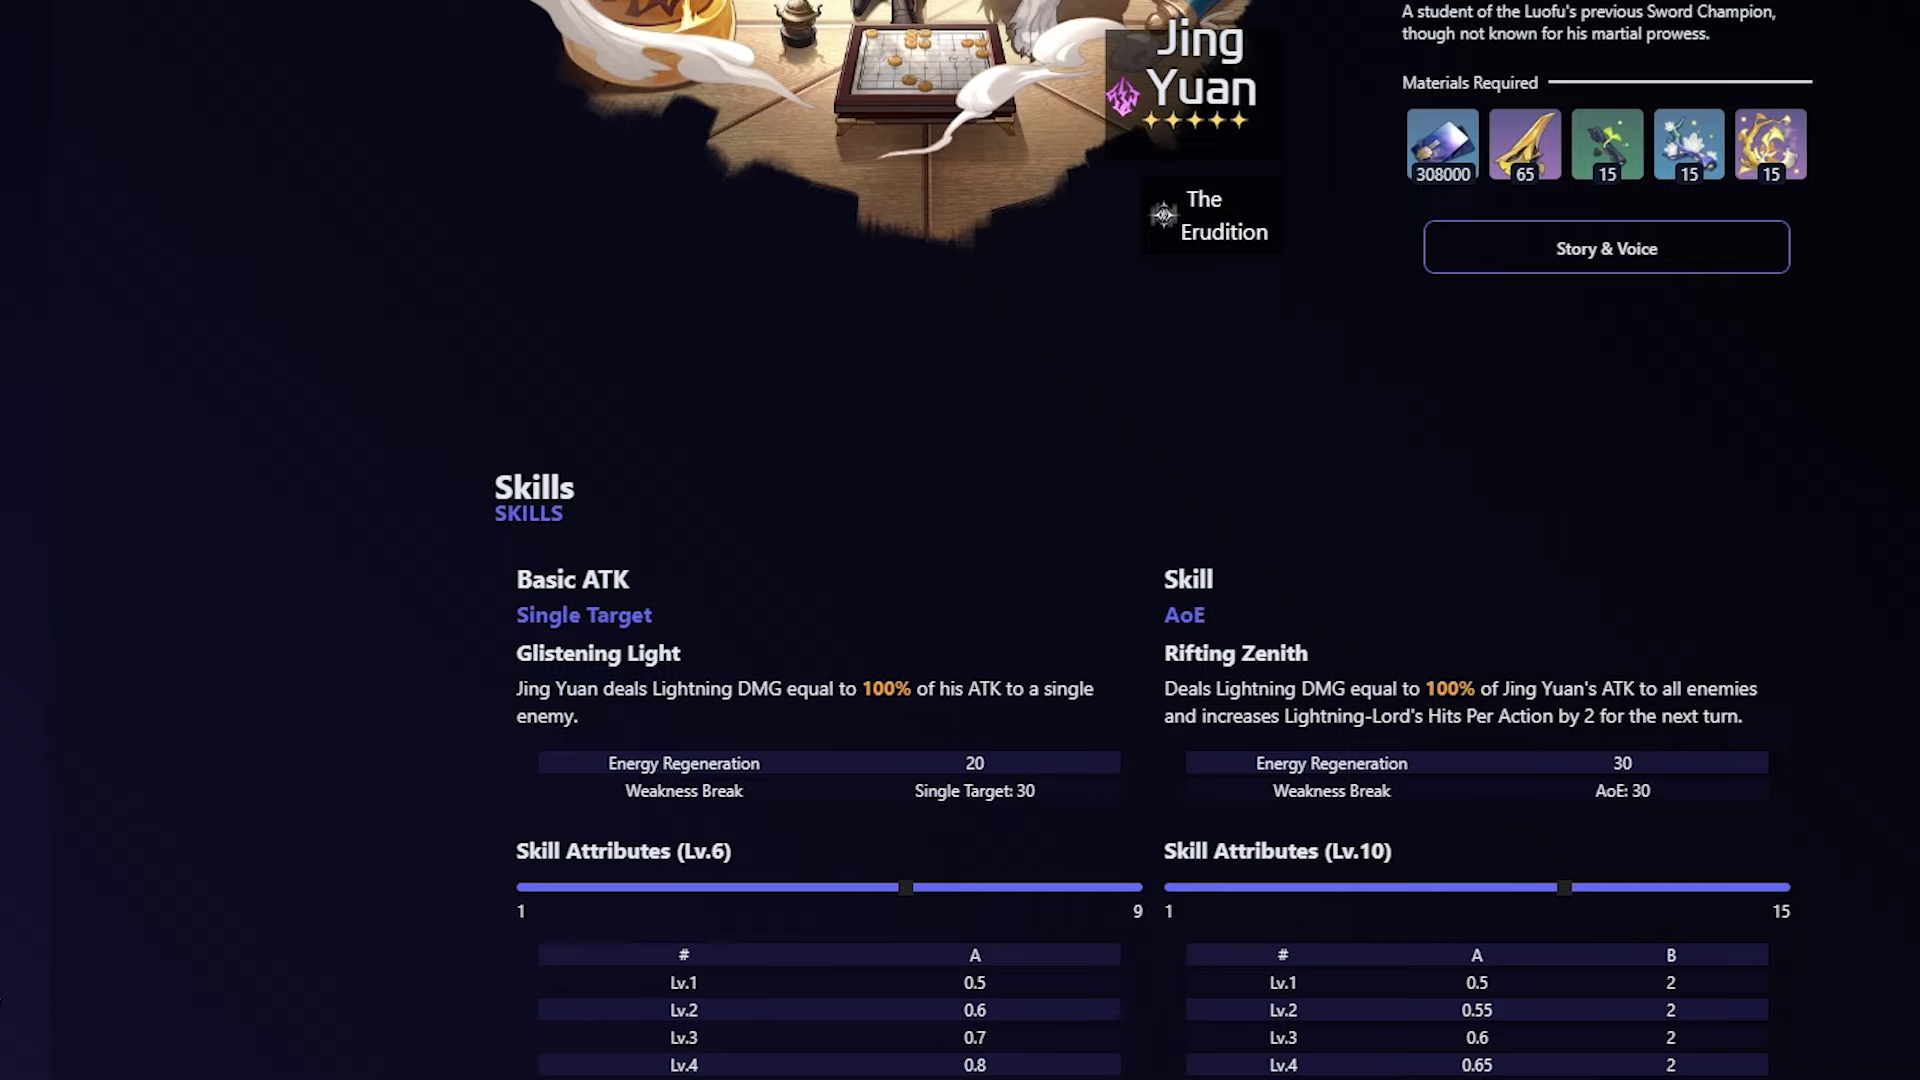 A student of the Luofu's previous Sword Champion,
though not known for his martial prowess.
Jing
Yuan
Materials Required
308000 65 15 15 15
The
Erudition
Story & Voice
Skills
SKILLS
Basic ATK
Single Target
Glistening Light
Jing Yuan deals Lightning DMG equal to 100% of his ATK to a single
enemy.
Energy Regeneration 20
Weakness Break Single Target: 30
Skill Attributes (Lv.6)
1 9
# A
Lv.1 0.5
Lv.2 0.6
Lv.3 0.7
Lv.4 0.8
Skill
AoE
Rifting Zenith
Deals Lightning DMG equal to 100% of Jing Yuan's ATK to all enemies
and increases Lightning-Lord's Hits Per Action by 2 for the next turn.
Energy Regeneration 30
Weakness Break AoE: 30
Skill Attributes (Lv.10)
1 15
# A B
Lv.1 0.5 2
Lv.2 0.55 2
Lv.3 0.6 2
Lv.4 0.65 2